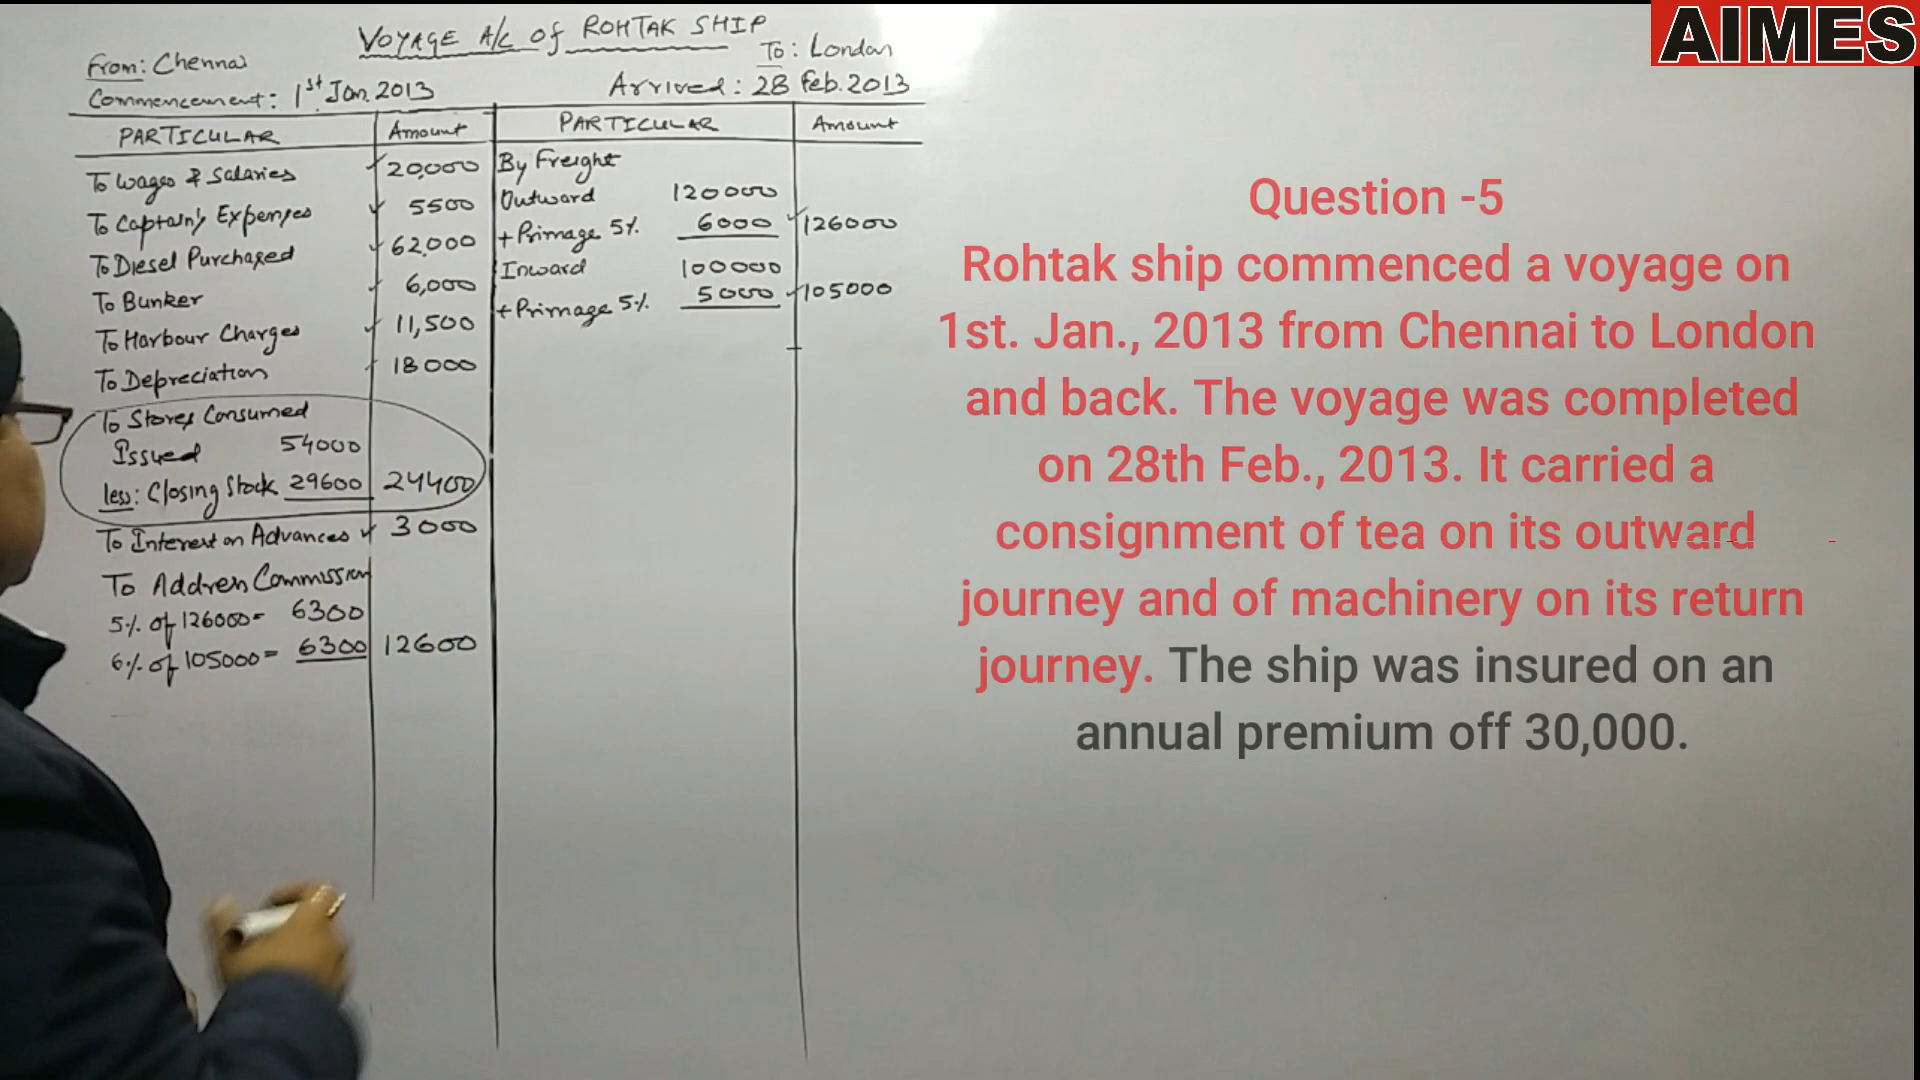 AIMES
VOYAGE A/C of ROHTAK SHIP
From: Chennai
To: London
Commencement: 1st Jan. 2013
Arrived: 28 Feb. 2013
PARTICULAR Amount PARTICULAR Amount
To Wages & Salaries 20,000
To Captain's Expenses 5500
To Diesel Purchased 62,000
To Bunker 6,000
To Harbour Charges 11,500
To Depreciation 18000
To Stores Consumed
Issued 54000
less: Closing Stock 29600 24400
To Interest on Advances 3000
To Address Commission
5% of 126000= 6300
6% of 105000= 6300 12600
By Freight
Outward 120000
+ Primage 5% 6000 126000
Inward 100000
+ Primage 5% 5000 105000
Question -5
Rohtak ship commenced a voyage on
1st. Jan., 2013 from Chennai to London
and back. The voyage was completed
on 28th Feb., 2013. It carried a
consignment of tea on its outward
journey and of machinery on its return
journey. The ship was insured on an
annual premium off 30,000.